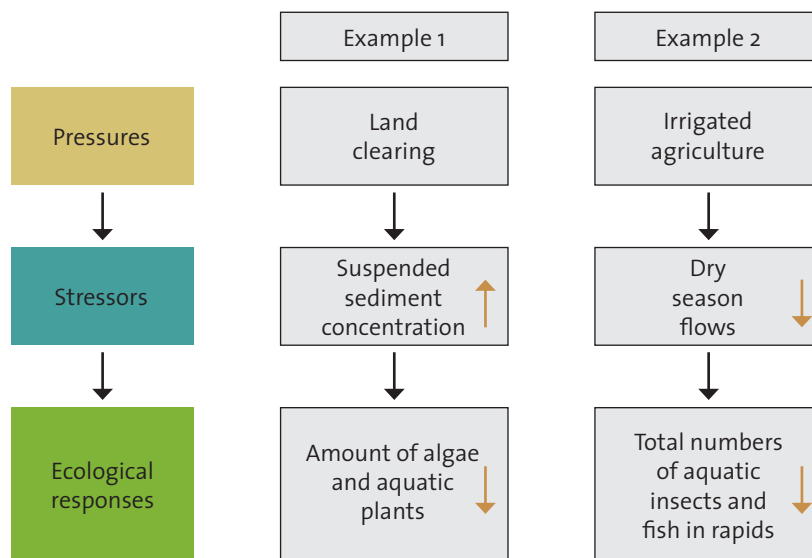 Example 1
Example 2
Pressures
Land
clearing
Irrigated
agriculture
Stressors
Suspended
sediment
concentration
Dry
season
flows
Ecological
responses
Amount of algae
and aquatic
plants
Total numbers
of aquatic
insects and
fish in rapids